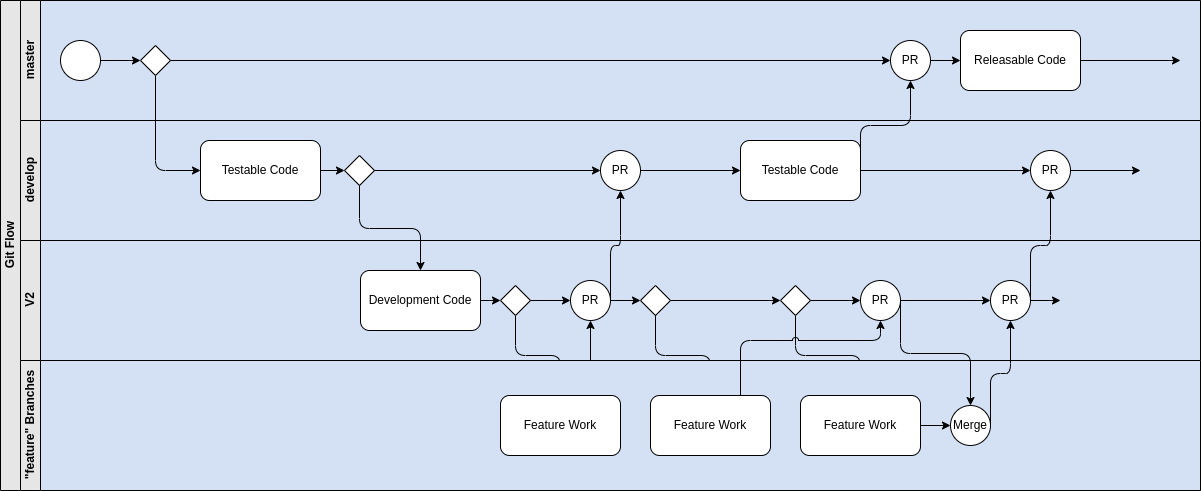 Git Flow
master
PR
Releasable Code
develop
Testable Code
PR
Testable Code
PR
V2
Development Code
PR
PR
PR
"feature" Branches
Feature Work
Feature Work
Feature Work
Merge